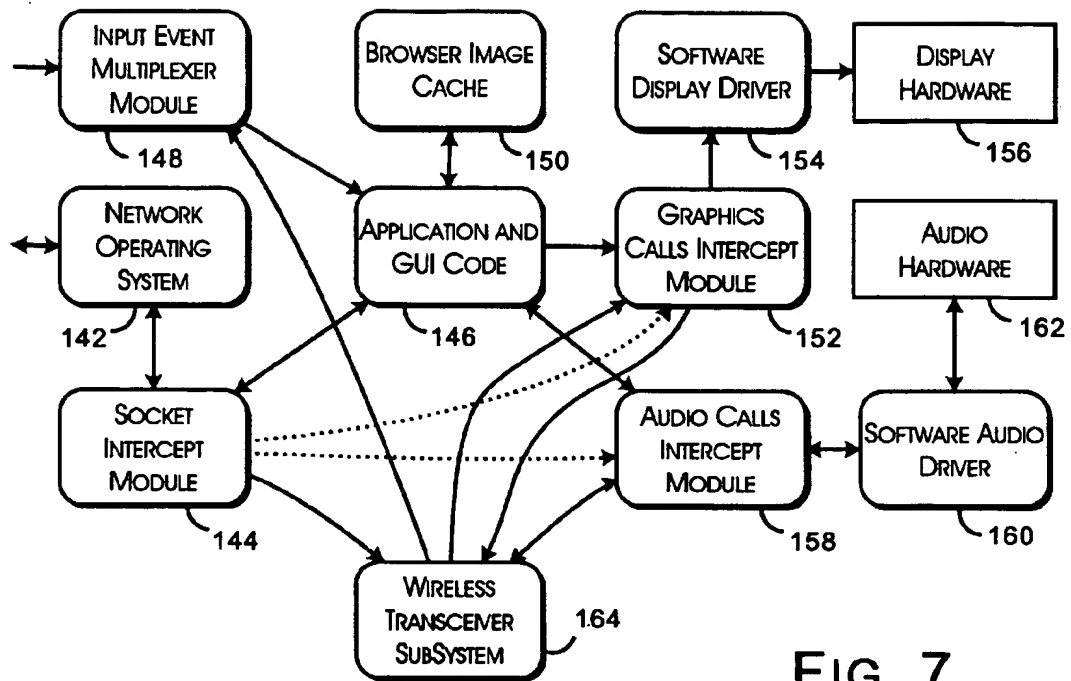 INPUT EVENT
MULTIPLEXER
MODULE
148
BROWSER IMAGE
CACHE
150
SOFTWARE
DISPLAY DRIVER
154
DISPLAY
HARDWARE
156
NETWORK
OPERATING
SYSTEM
142
APPLICATION AND
GUI CODE
146
GRAPHICS
CALLS INTERCEPT
MODULE
152
AUDIO
HARDWARE
162
SOCKET
INTERCEPT
MODULE
144
AUDIO CALLS
INTERCEPT
MODULE
158
SOFTWARE AUDIO
DRIVER
160
WIRELESS
TRANSCEIVER
SUBSYSTEM
164
FIG. 7